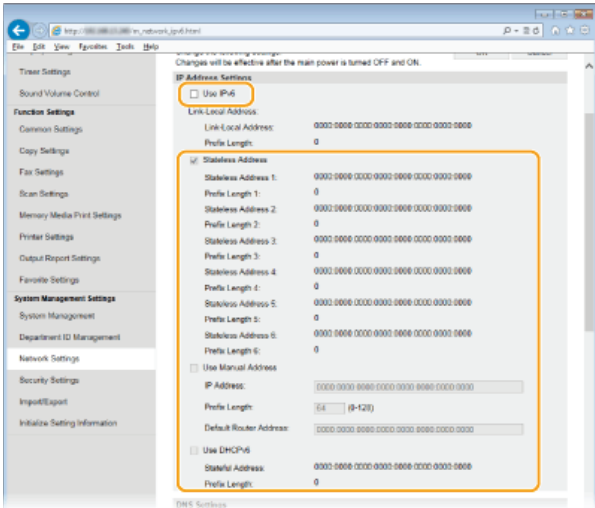 http://
m_network_ipv6.html
File Edit View Favorites Tools Help
Changes will be effective after the main power is turned OFF and ON.
Timer Settings
Sound Volume Control
Function Settings
Common Settings
Copy Settings
Fax Settings
Scan Settings
Memory Media Print Settings
Printer Settings
Output Report Settings
Favorite Settings
System Management Settings
System Management
Department ID Management
Network Settings
Security Settings
Import/Export
Initialize Setting Information
IP Address Settings
Use IPv6
Link-Local Address:
Link-Local Address: 0000:0000:0000:0000:0000:0000:0000:0000
Prefix Length: 0
Stateless Address
Stateless Address 1: 0000:0000:0000:0000:0000:0000:0000:0000
Prefix Length 1: 0
Stateless Address 2: 0000:0000:0000:0000:0000:0000:0000:0000
Prefix Length 2: 0
Stateless Address 3: 0000:0000:0000:0000:0000:0000:0000:0000
Prefix Length 3: 0
Stateless Address 4: 0000:0000:0000:0000:0000:0000:0000:0000
Prefix Length 4: 0
Stateless Address 5: 0000:0000:0000:0000:0000:0000:0000:0000
Prefix Length 5: 0
Stateless Address 6: 0000:0000:0000:0000:0000:0000:0000:0000
Prefix Length 6: 0
Use Manual Address
IP Address: 0000:0000:0000:0000:0000:0000:0000:0000
Prefix Length: 64 (0-128)
Default Router Address: 0000:0000:0000:0000:0000:0000:0000:0000
Use DHCPv6
Stateful Address: 0000:0000:0000:0000:0000:0000:0000:0000
Prefix Length: 0
DNS Settings